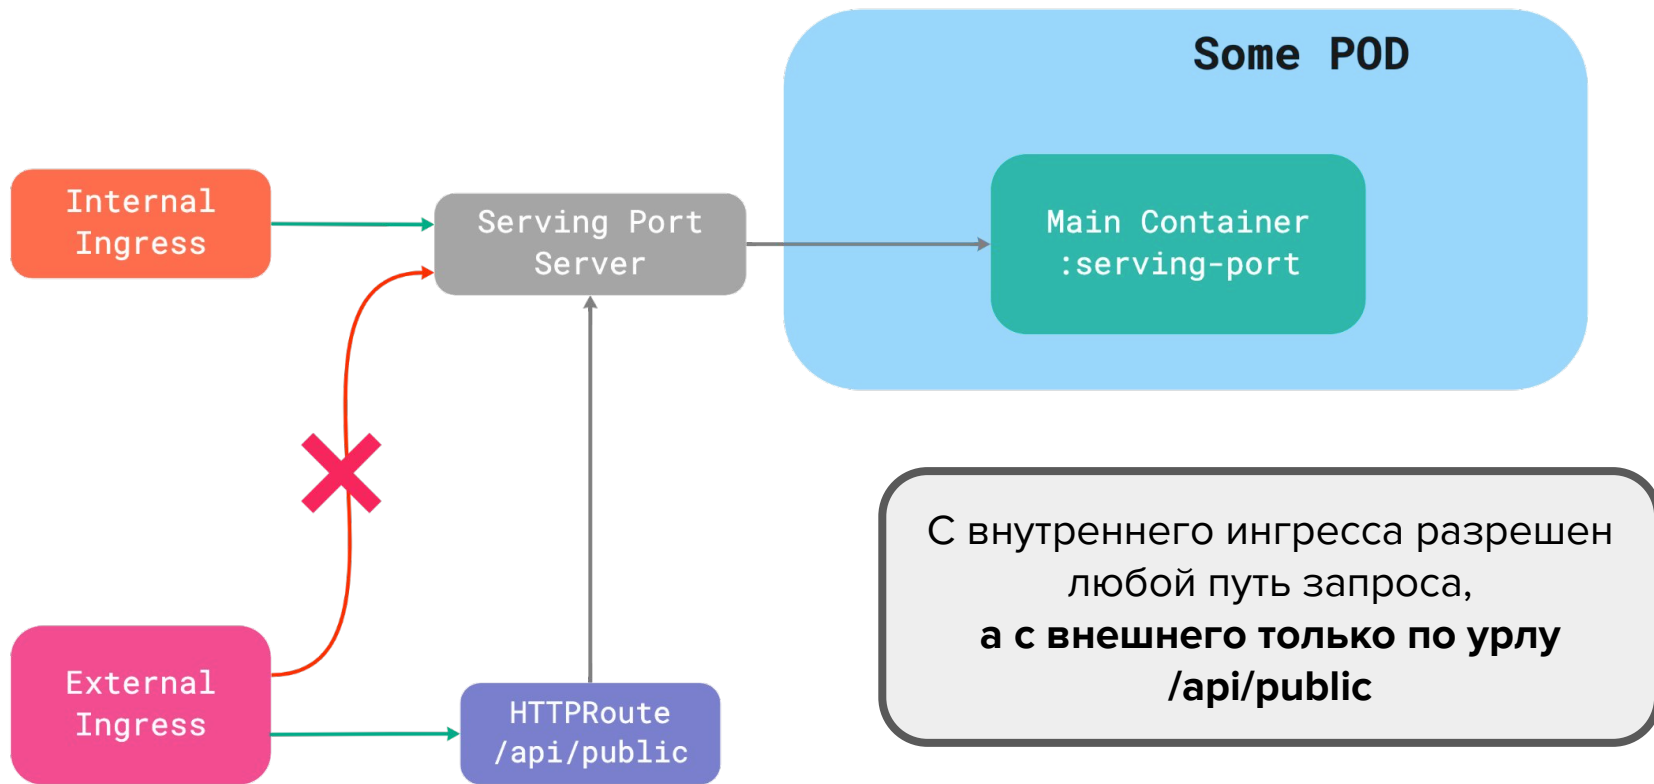 Some POD
Internal
Ingress
Serving Port
Server
Main Container
:serving-port
С внутреннего ингресса разрешен
любой путь запроса,
а с внешнего только по урлу
/api/public
External
Ingress
HTTPRoute
/api/public